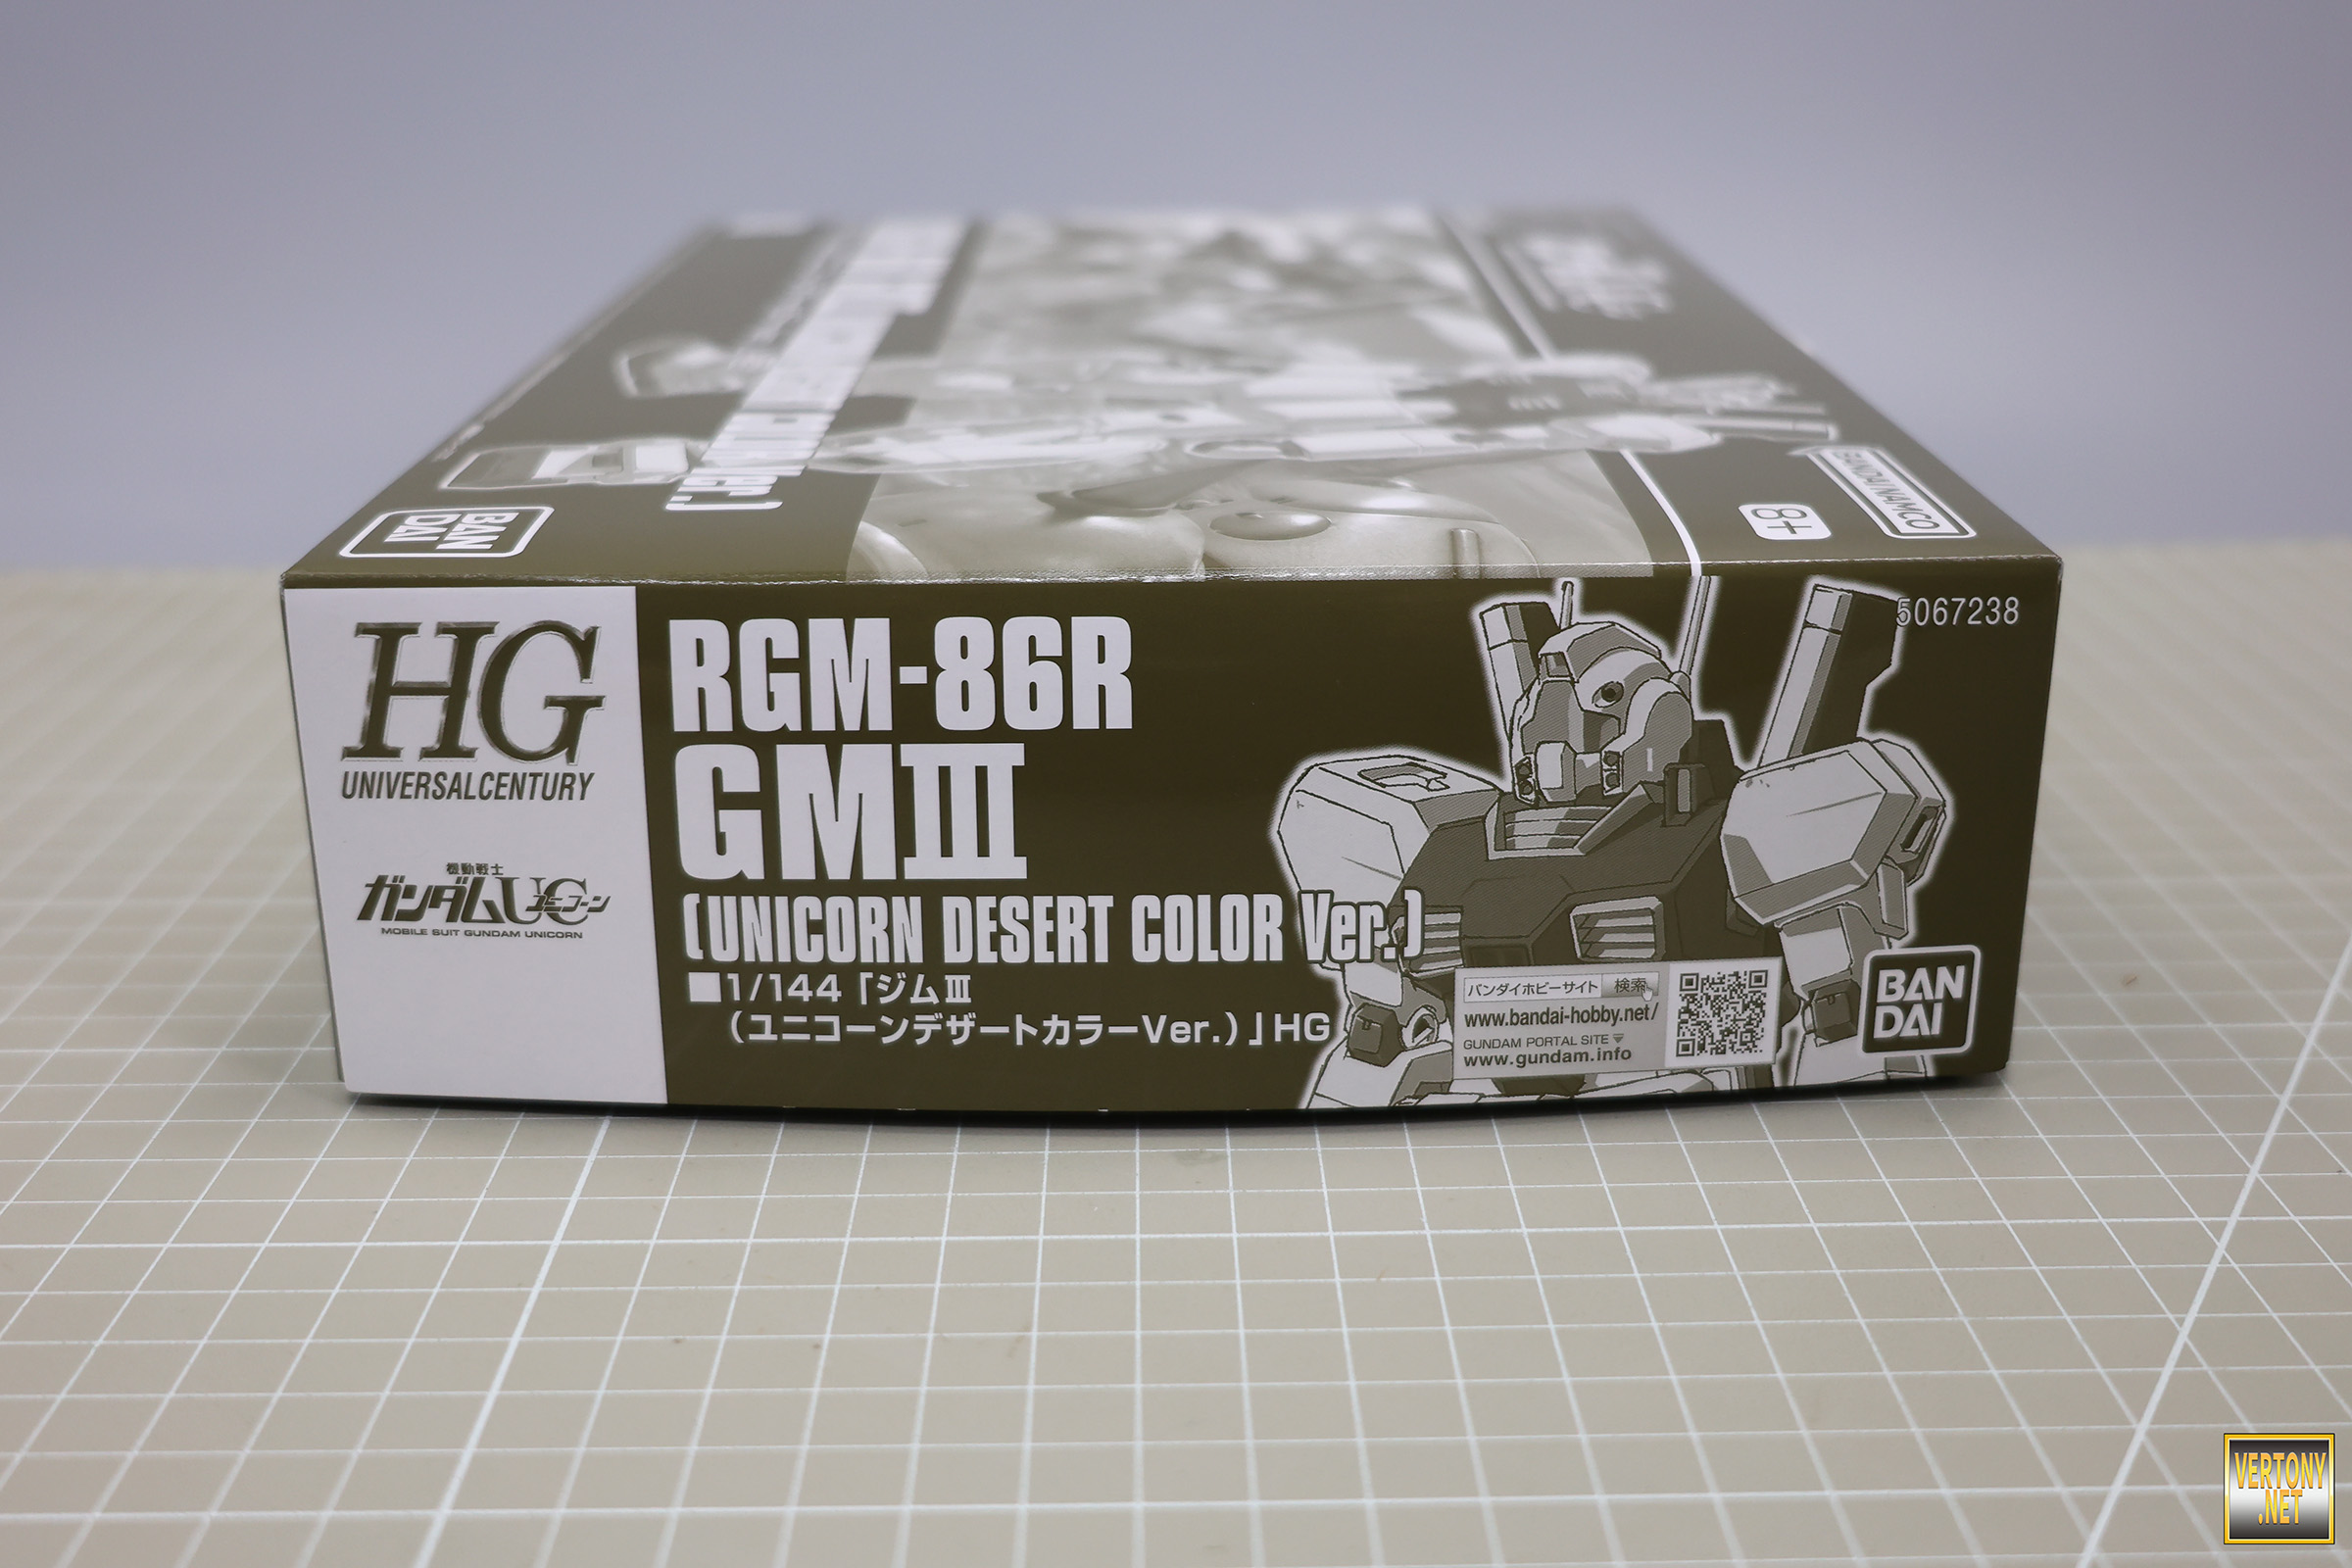 BAN
DAI
8+
BANDAI NAMCO
HG
UNIVERSALCENTURY
機動戦士
ガンダムUC
ユニコーン
MOBILE SUIT GUNDAM UNICORN
RGM-86R
GMⅢ
(UNICORN DESERT COLOR Ver.)
■1/144「ジムⅢ
（ユニコーンデザートカラーVer.）」HG
5067238
バンダイホビーサイト 検索
www.bandai-hobby.net/
GUNDAM PORTAL SITE▼
www.gundam.info
BAN
DAI
VERTONY
.NET